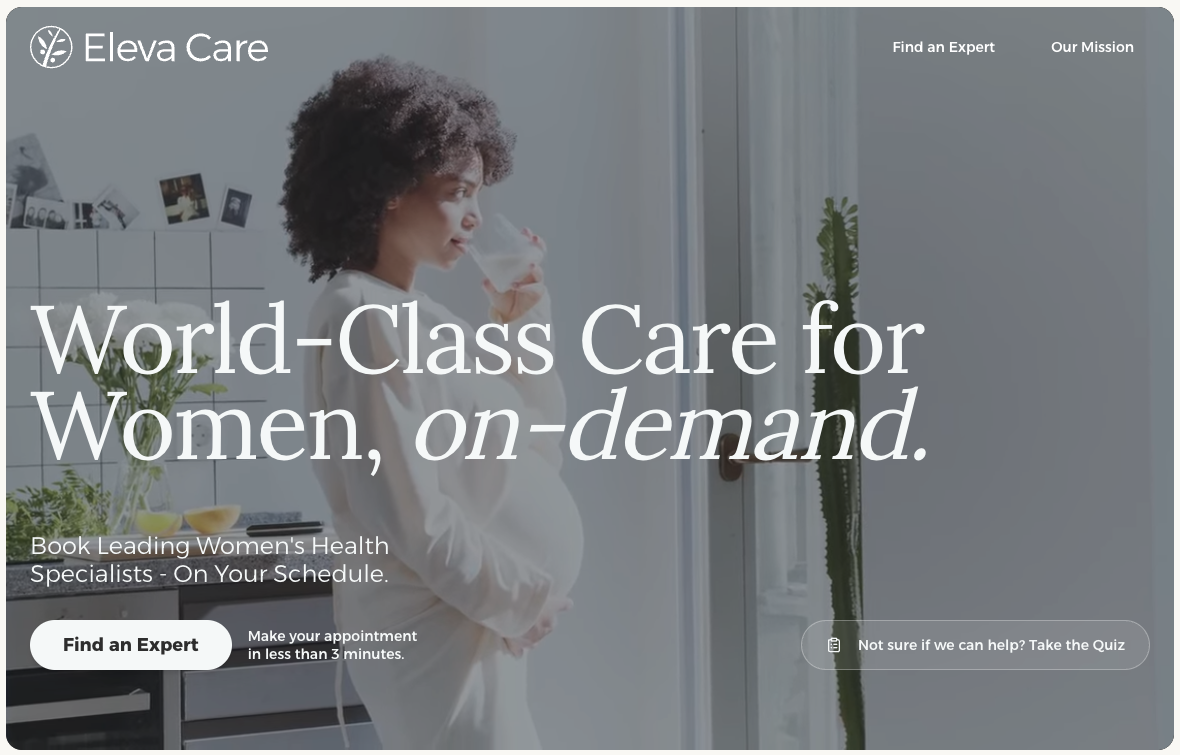 Eleva Care
Find an Expert
Our Mission
World-Class Care for
Women, on-demand.
Book Leading Women's Health
Specialists - On Your Schedule.
Find an Expert
Make your appointment
in less than 3 minutes.
Not sure if we can help? Take the Quiz